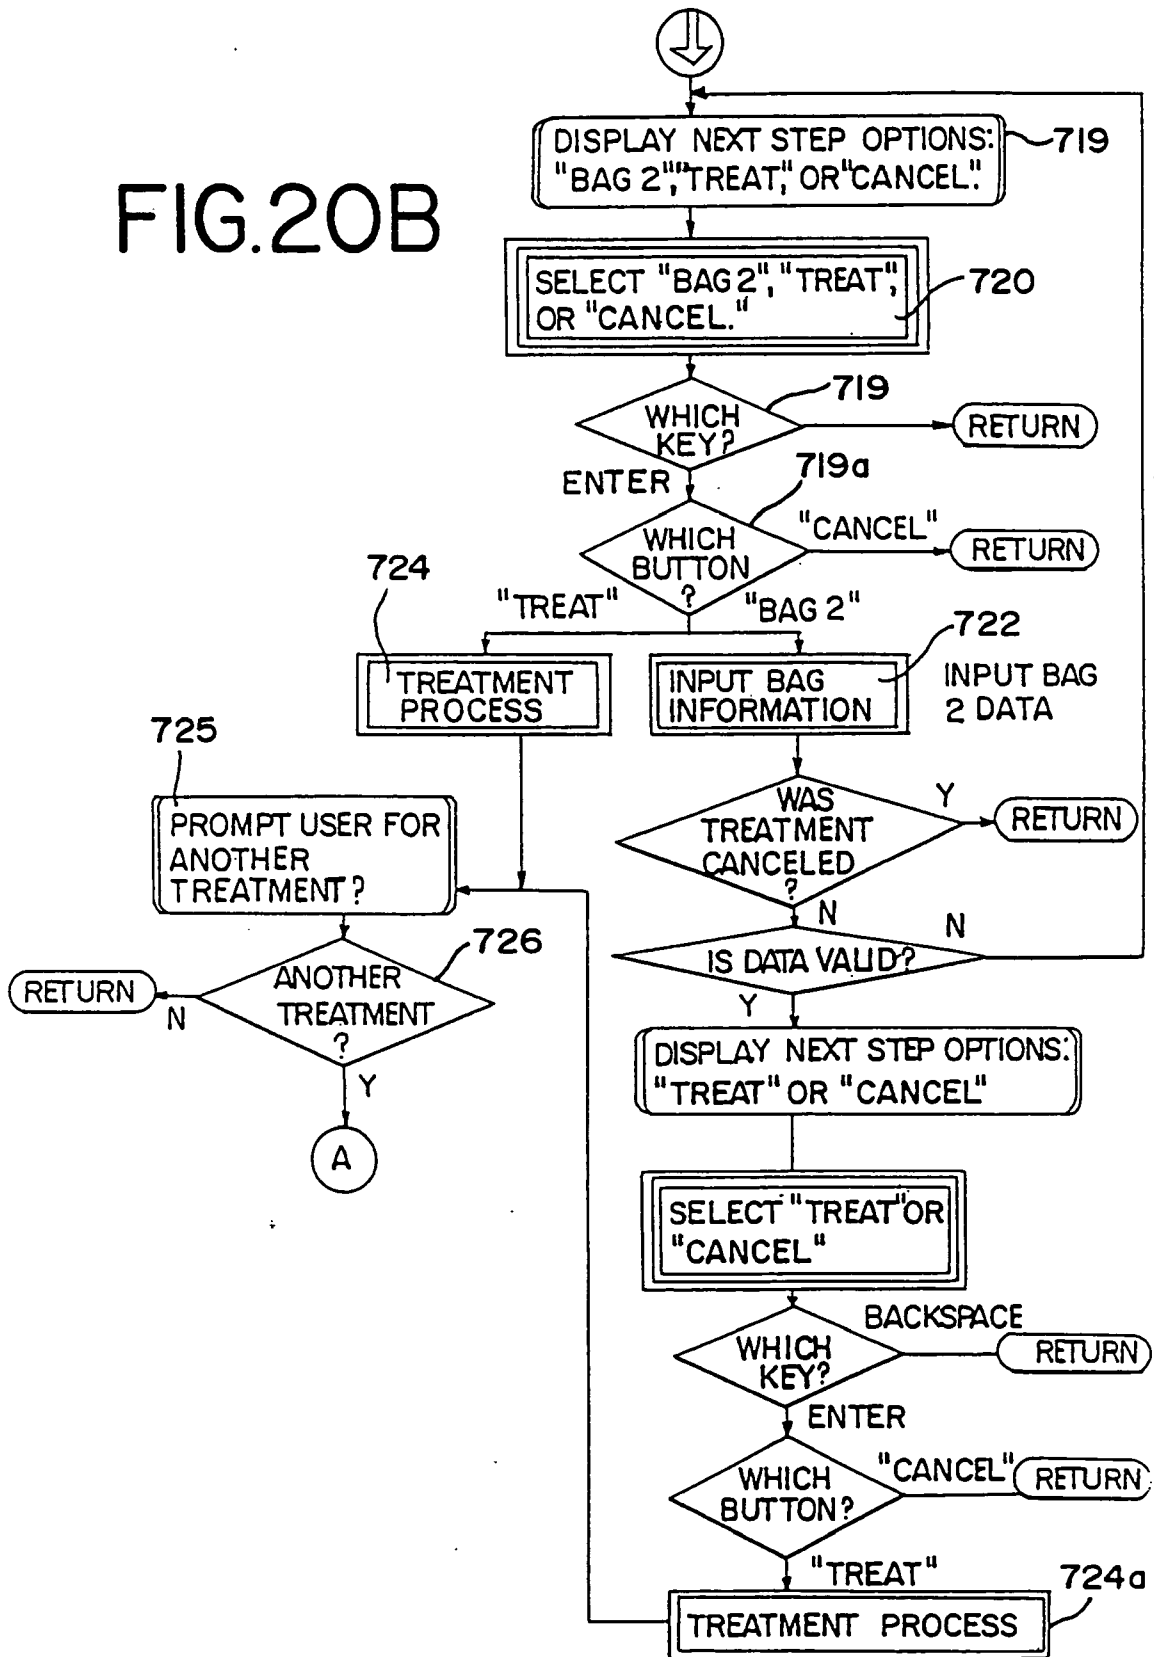 DISPLAY NEXT STEP OPTIONS:
"BAG 2","TREAT," OR "CANCEL".
719
FIG.20B
SELECT "BAG 2", "TREAT",
OR "CANCEL."
720
719
WHICH
KEY?
RETURN
ENTER
719a
WHICH
BUTTON
?
"CANCEL"
RETURN
724
"TREAT"
"BAG 2"
722
TREATMENT
PROCESS
INPUT BAG
INFORMATION
INPUT BAG
2 DATA
725
PROMPT USER FOR
ANOTHER
TREATMENT?
WAS
TREATMENT
CANCELED
?
Y
RETURN
N
726
ANOTHER
TREATMENT
?
RETURN
N
Y
A
IS DATA VALID?
N
Y
DISPLAY NEXT STEP OPTIONS:
"TREAT" OR "CANCEL"
SELECT "TREAT" OR
"CANCEL"
WHICH
KEY?
BACKSPACE
RETURN
ENTER
WHICH
BUTTON?
"CANCEL"
RETURN
"TREAT"
724a
TREATMENT PROCESS